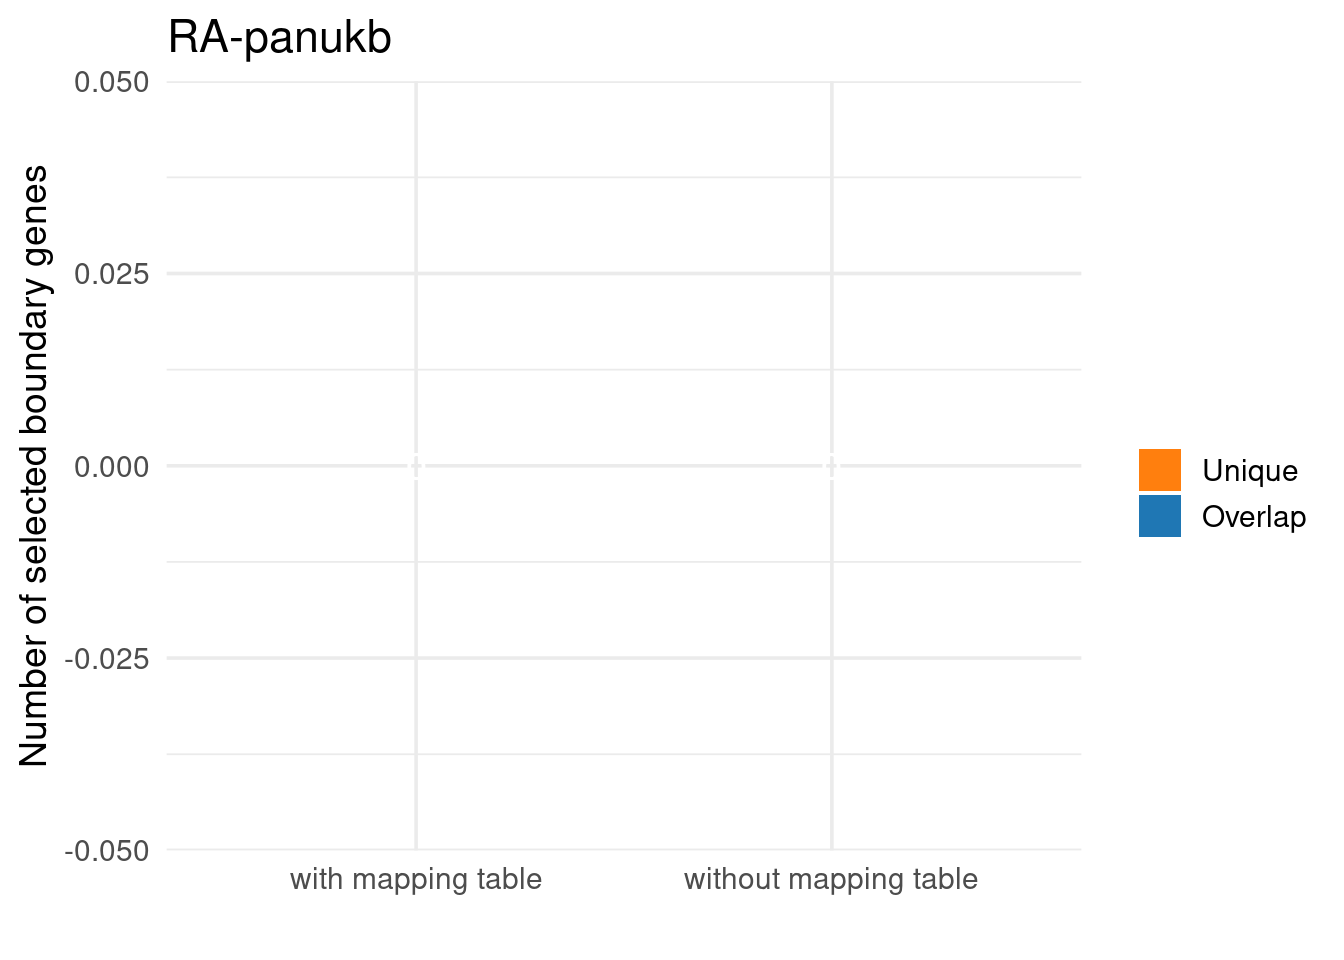 RA-panukb
Number of selected boundary genes
0.050
0.025
0.000
-0.025
-0.050
with mapping table
without mapping table
Unique
Overlap